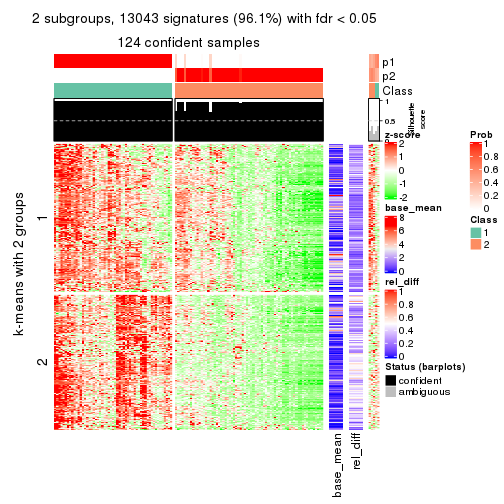 2 subgroups, 13043 signatures (96.1%) with fdr < 0.05
124 confident samples
p1
p2
Class
1
0.5
0
Silhouette
score
k-means with 2 groups
1
2
z-score
2
1
0
-1
-2
base_mean
8
6
4
2
0
rel_diff
1
0.8
0.6
0.4
0.2
0
Status (barplots)
confident
ambiguous
Prob
1
0.8
0.6
0.4
0.2
0
Class
1
2
base_mean
rel_diff